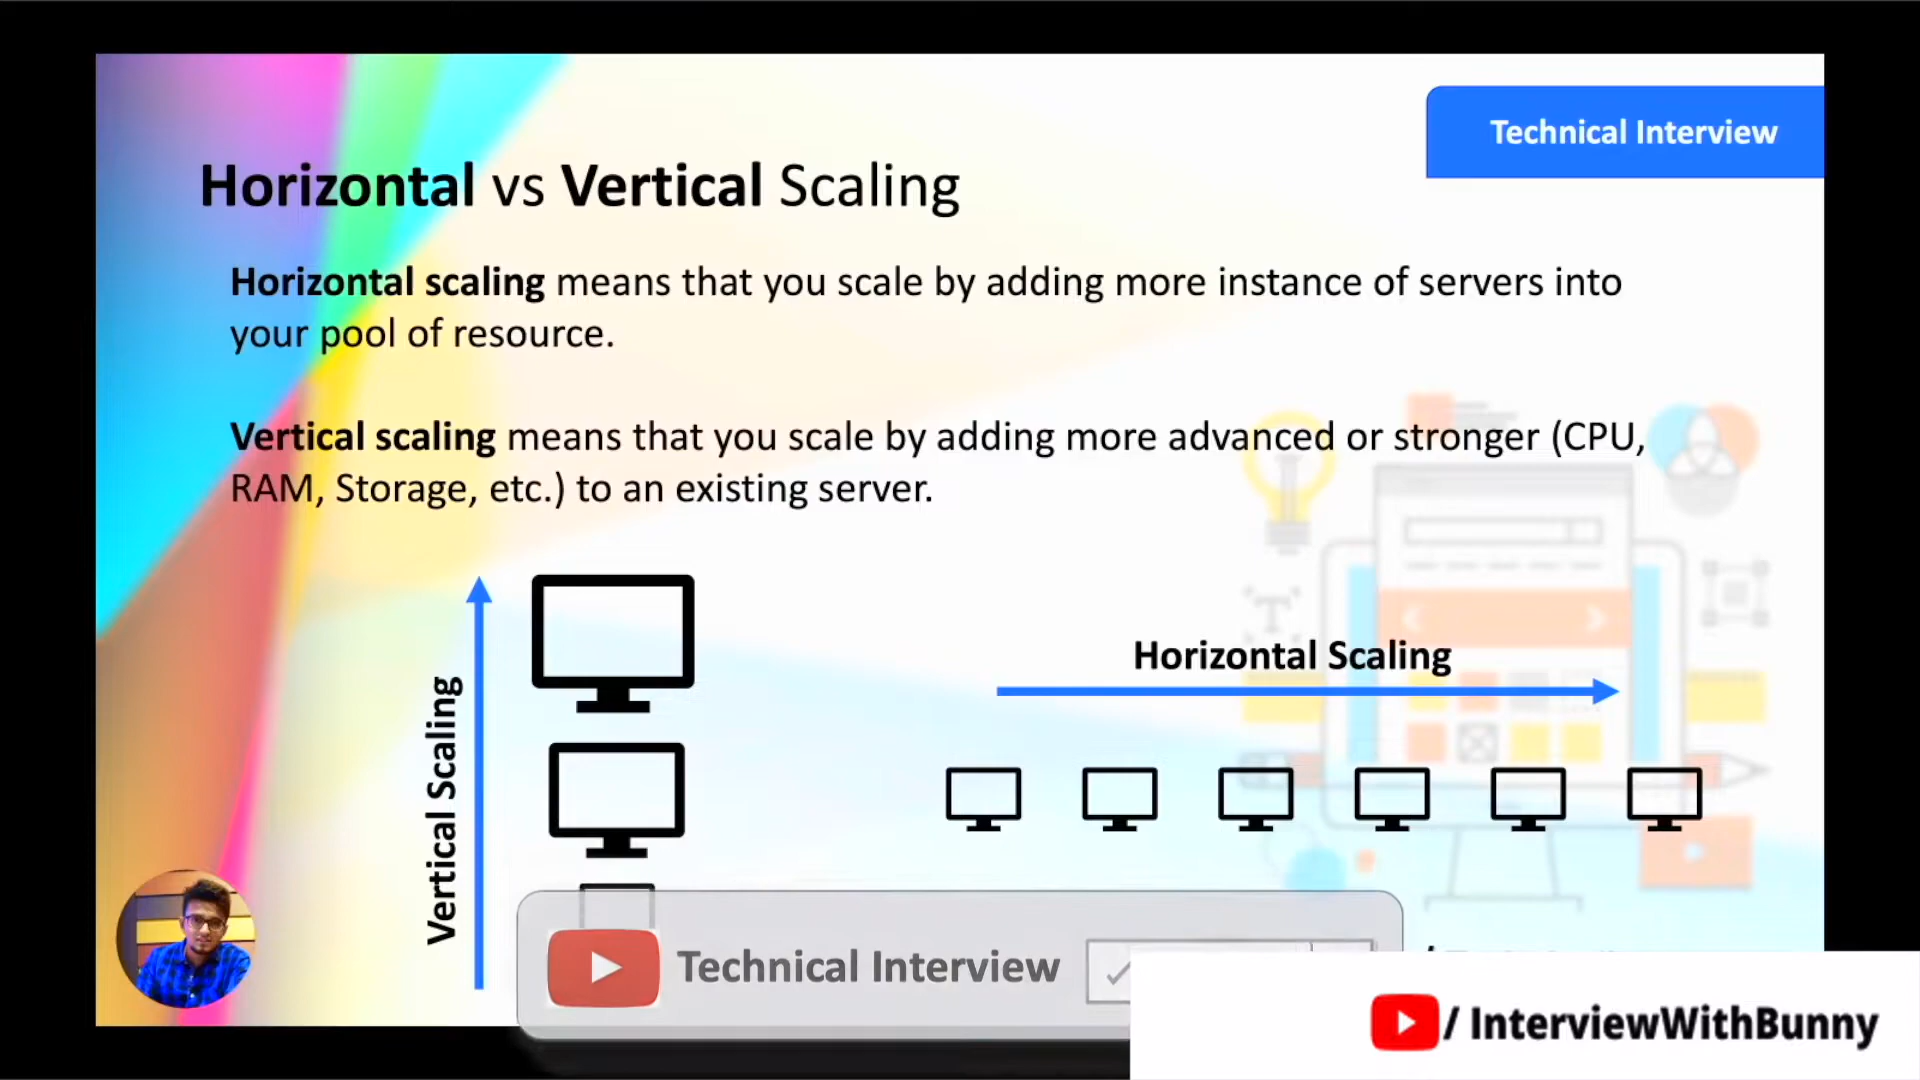 Technical Interview
Horizontal vs Vertical Scaling
Horizontal scaling means that you scale by adding more instance of servers into
your pool of resource.
Vertical scaling means that you scale by adding more advanced or stronger (CPU,
RAM, Storage, etc.) to an existing server.
Vertical Scaling
Horizontal Scaling
Technical Interview
/ InterviewWithBunny